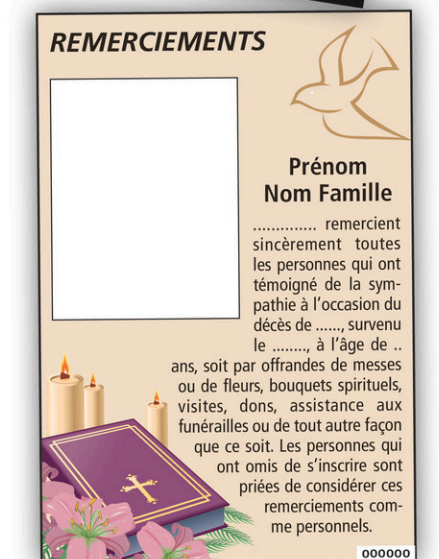 REMERCIEMENTS
Prénom
Nom Famille
.............. remercient
sincèrement toutes
les personnes qui ont
témoigné de la sym-
pathie à l'occasion du
décès de ......, survenu
le ........, à l'âge de ..
ans, soit par offrandes de messes
ou de fleurs, bouquets spirituels,
visites, dons, assistance aux
funérailles ou de tout autre façon
que ce soit. Les personnes qui
ont omis de s'inscrire sont
priées de considérer ces
remerciements com-
me personnels.
000000